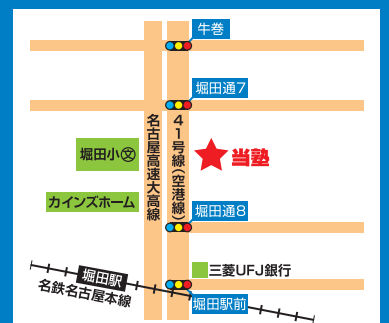 牛巻
堀田通7
名古屋高速大高線
41号線(空港線)
堀田小文
当塾
カインズホーム
堀田通8
三菱UFJ銀行
堀田駅
名鉄名古屋本線
堀田駅前